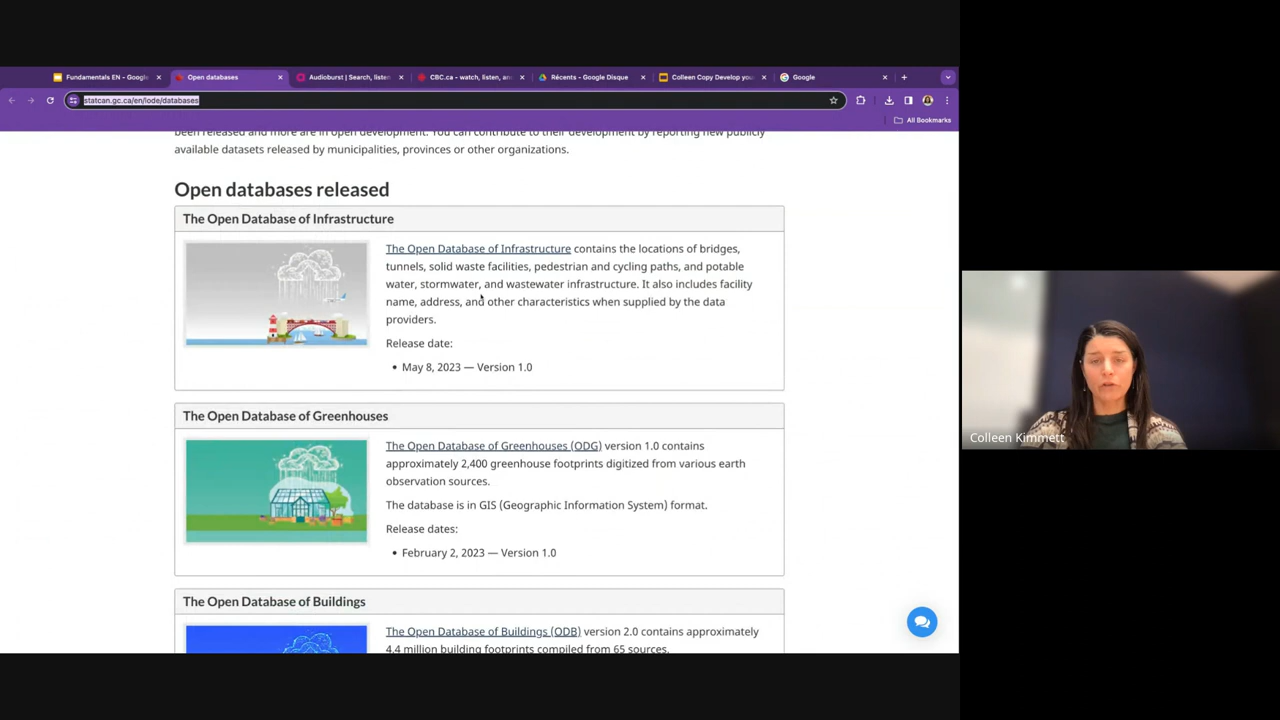 Fundamentals EN - Google
Open databases
Audioburst | Search, listen
CBC.ca - watch, listen, an
Récents - Google Disque
Colleen Copy Develop you
Google
statcan.gc.ca/en/lode/databases
All Bookmarks
been released and more are in open development. You can contribute to their development by reporting new publicly
available datasets released by municipalities, provinces or other organizations.
Open databases released
The Open Database of Infrastructure
The Open Database of Infrastructure contains the locations of bridges,
tunnels, solid waste facilities, pedestrian and cycling paths, and potable
water, stormwater, and wastewater infrastructure. It also includes facility
name, address, and other characteristics when supplied by the data
providers.
Release date:
• May 8, 2023 — Version 1.0
The Open Database of Greenhouses
The Open Database of Greenhouses (ODG) version 1.0 contains
approximately 2,400 greenhouse footprints digitized from various earth
observation sources.
The database is in GIS (Geographic Information System) format.
Release dates:
• February 2, 2023 — Version 1.0
The Open Database of Buildings
The Open Database of Buildings (ODB) version 2.0 contains approximately
4.4 million building footprints compiled from 65 sources.
Colleen Kimmett